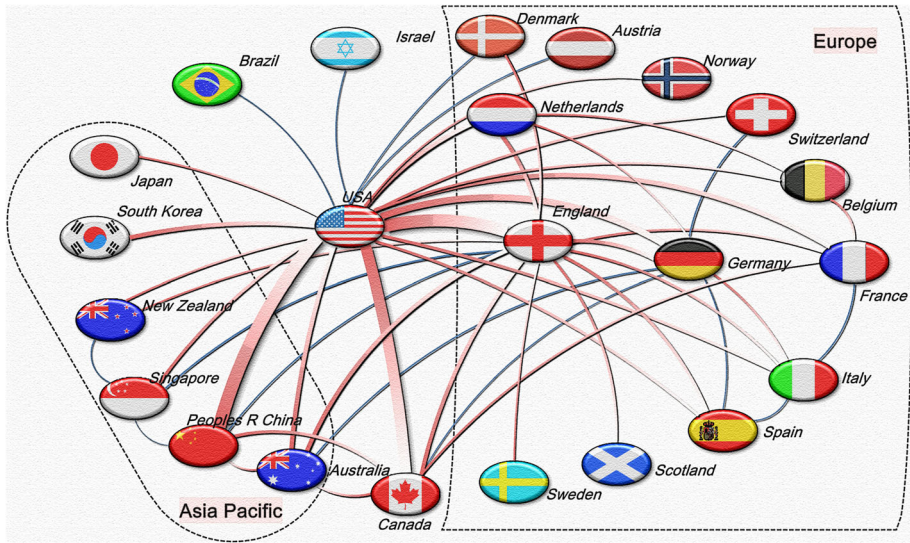 Denmark
Israel
Austria
Europe
Brazil
Norway
Netherlands
Switzerland
Japan
USA
Belgium
South Korea
England
Germany
New Zealand
France
Singapore
Italy
Peoples R China
Spain
Australia
Scotland
Sweden
Asia Pacific
Canada